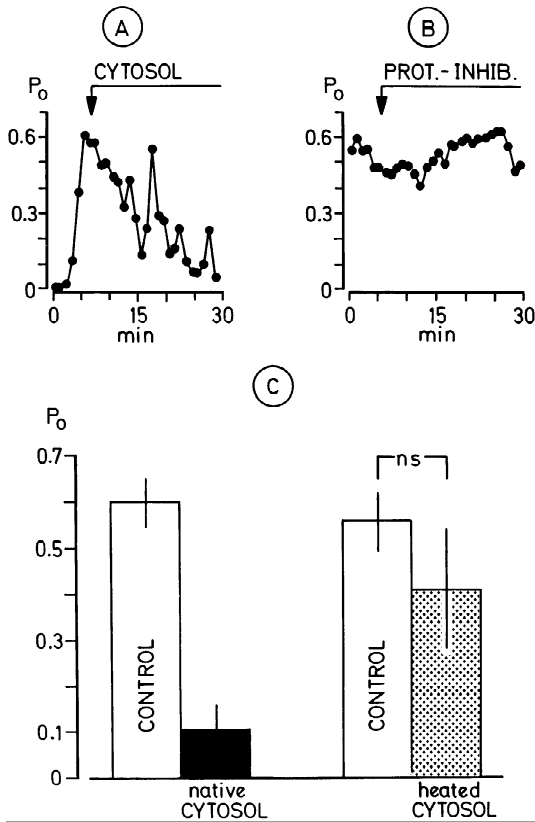 A
CYTOSOL
Po
0.6
0.3
0
0 15 30
min
B
PROT.-INHIB.
Po
0.6
0.3
0
0 15 30
min
C
Po
0.7
0.5
0.3
0.1
0
CONTROL
native
CYTOSOL
ns
CONTROL
heated
CYTOSOL